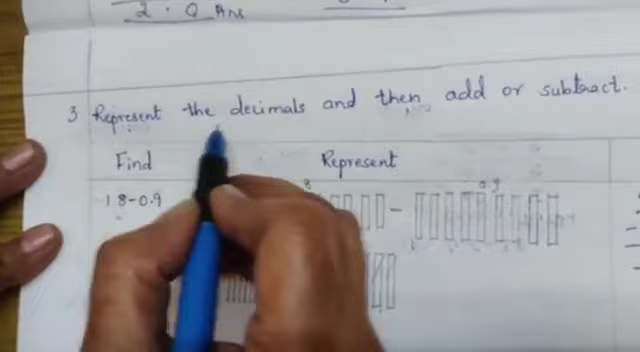 2.0 Ans
3 Represent the decimals and then add or subtract.
Find Represent
1.8-0.9
8 - 0.9